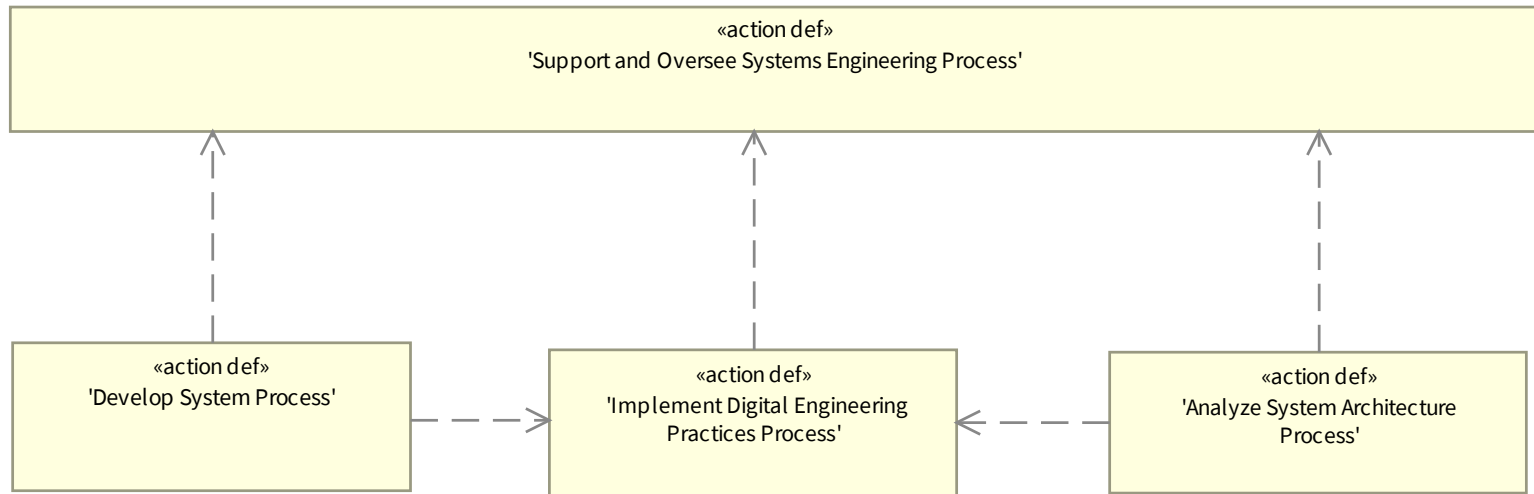 «action def»
'Support and Oversee Systems Engineering Process'
«action def»
'Develop System Process'
«action def»
'Implement Digital Engineering
Practices Process'
«action def»
'Analyze System Architecture
Process'